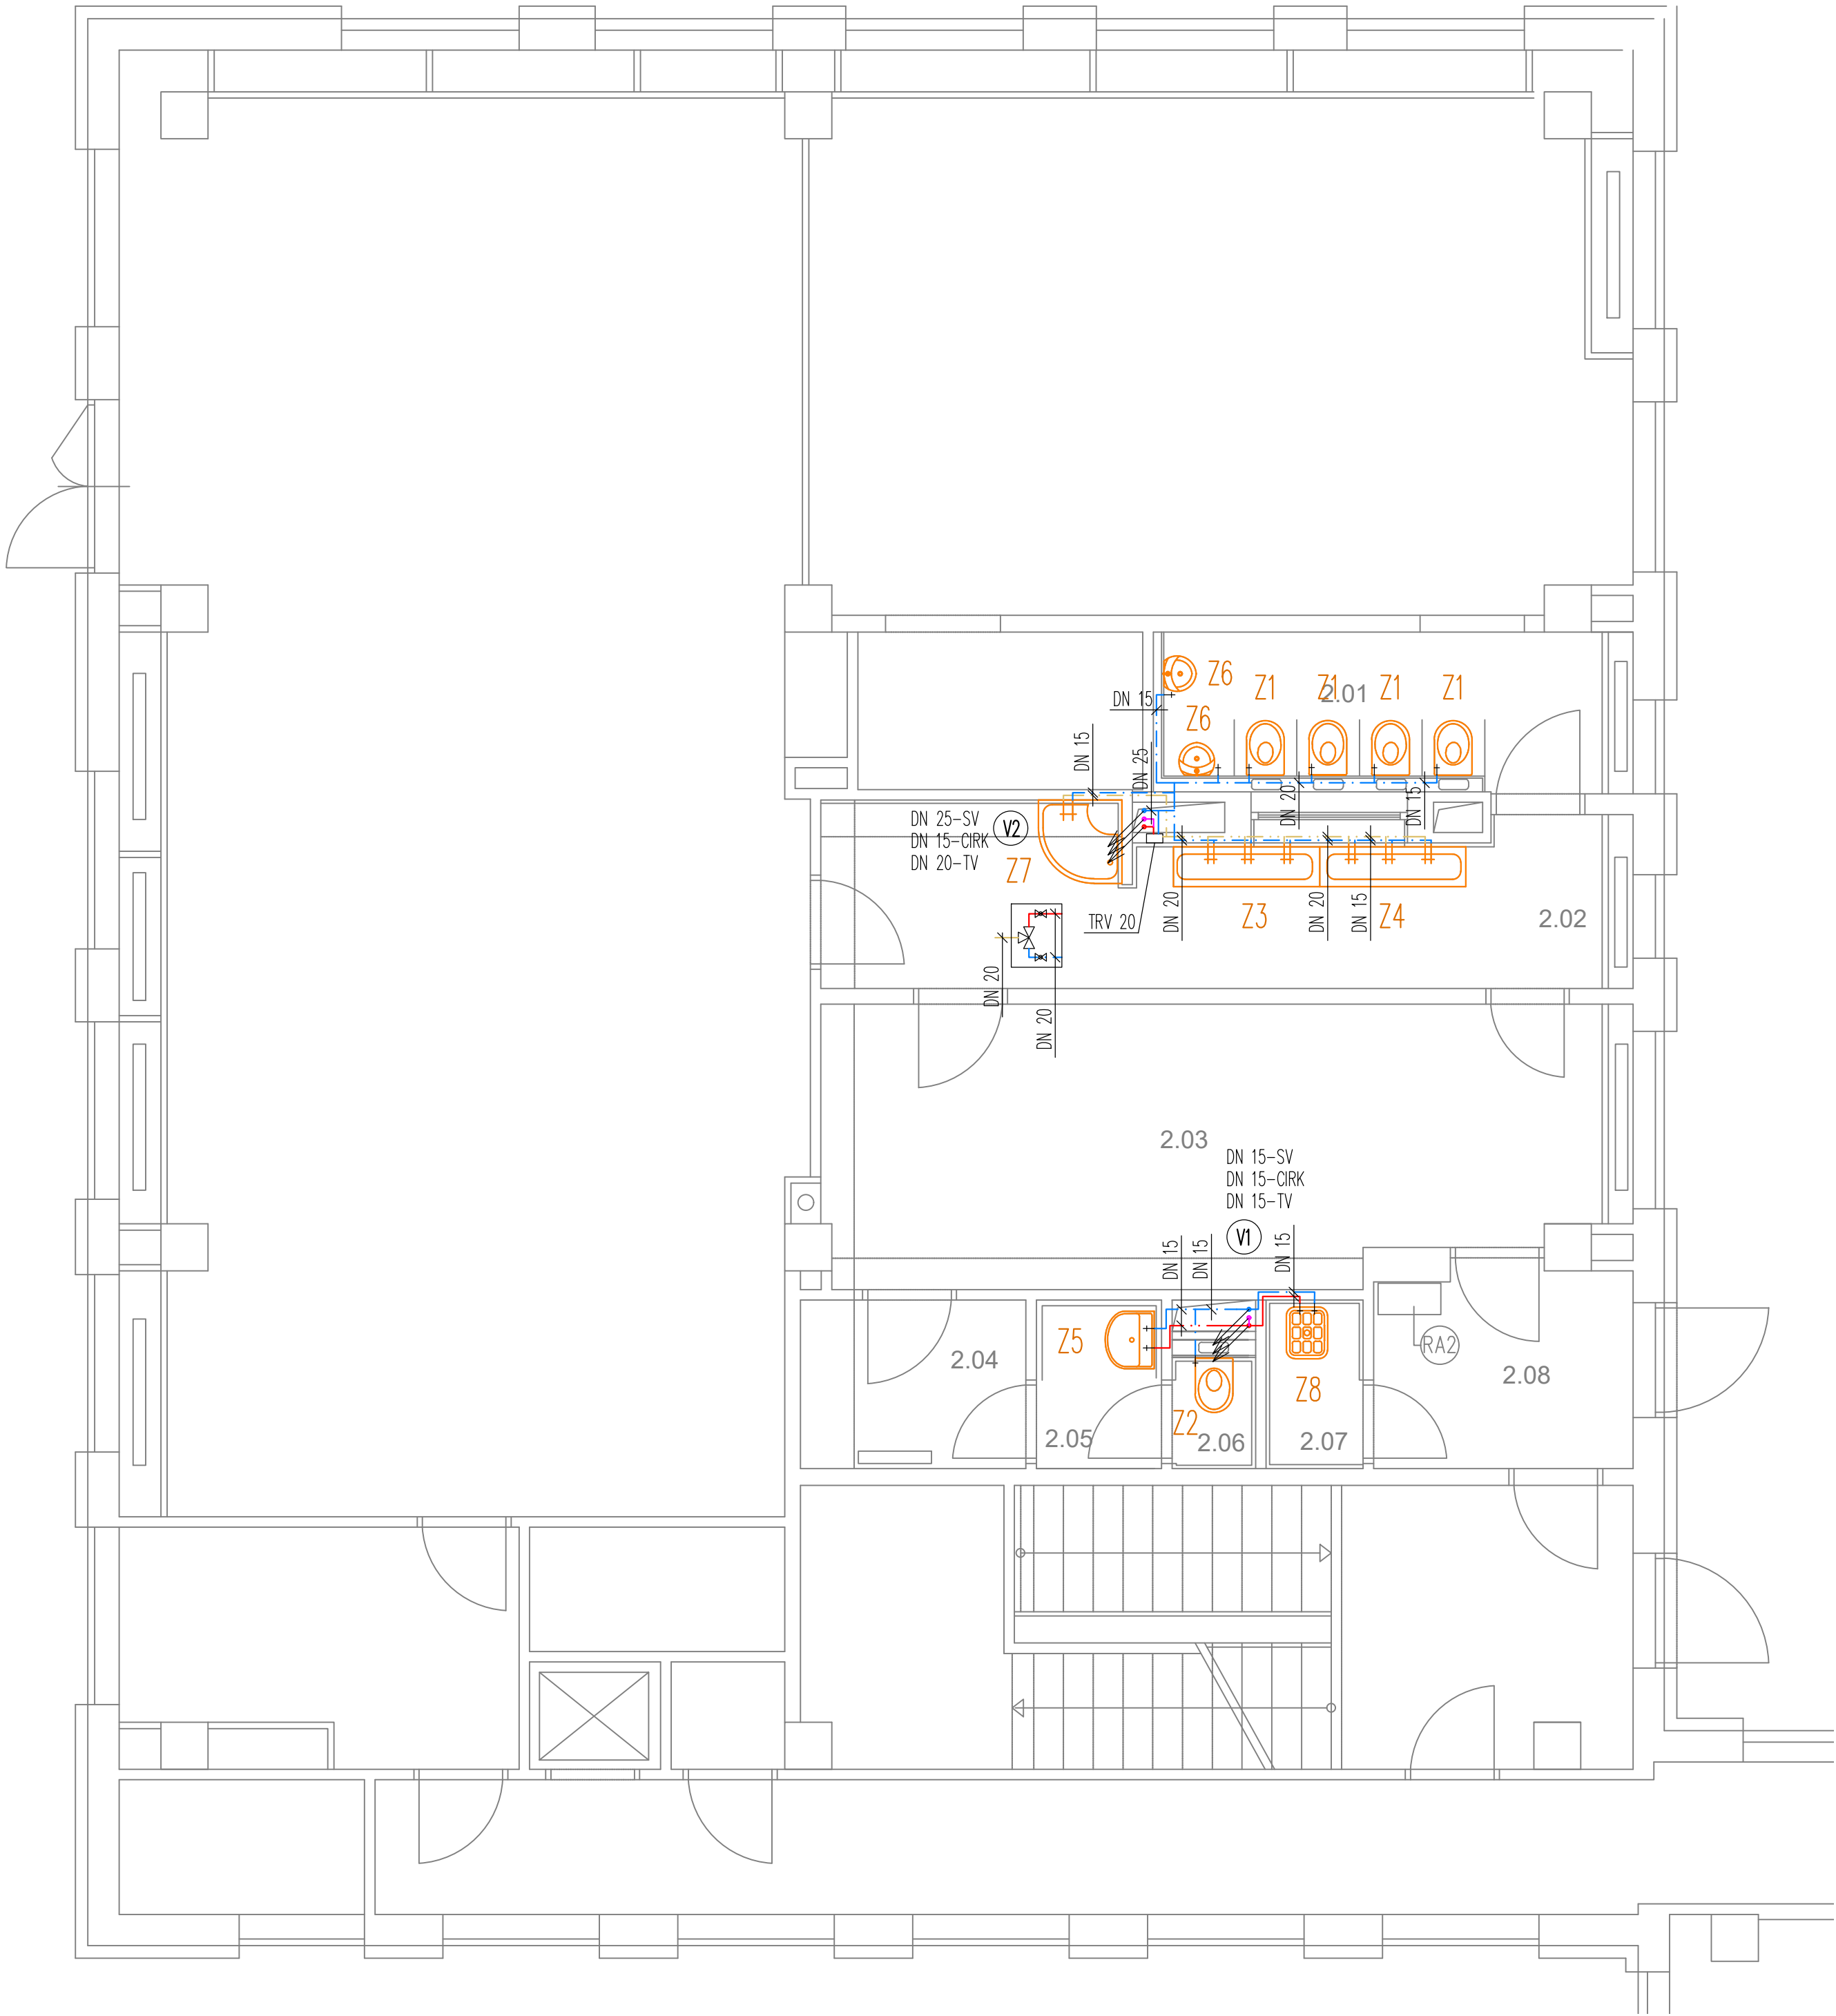 Z6
Z1
Z1
Z1
Z1
2.01
DN 15
Z6
DN 15
DN 25
DN 20
DN 15
DN 25-SV
DN 15-CIRK
DN 20-TV
V2
Z7
TRV 20
DN 20
Z3
DN 20
DN 15
Z4
2.02
DN 20
DN 20
2.03
DN 15-SV
DN 15-CIRK
DN 15-TV
V1
DN 15
DN 15
DN 15
Z5
2.04
RA2
2.08
Z8
Z2
2.05
2.06
2.07